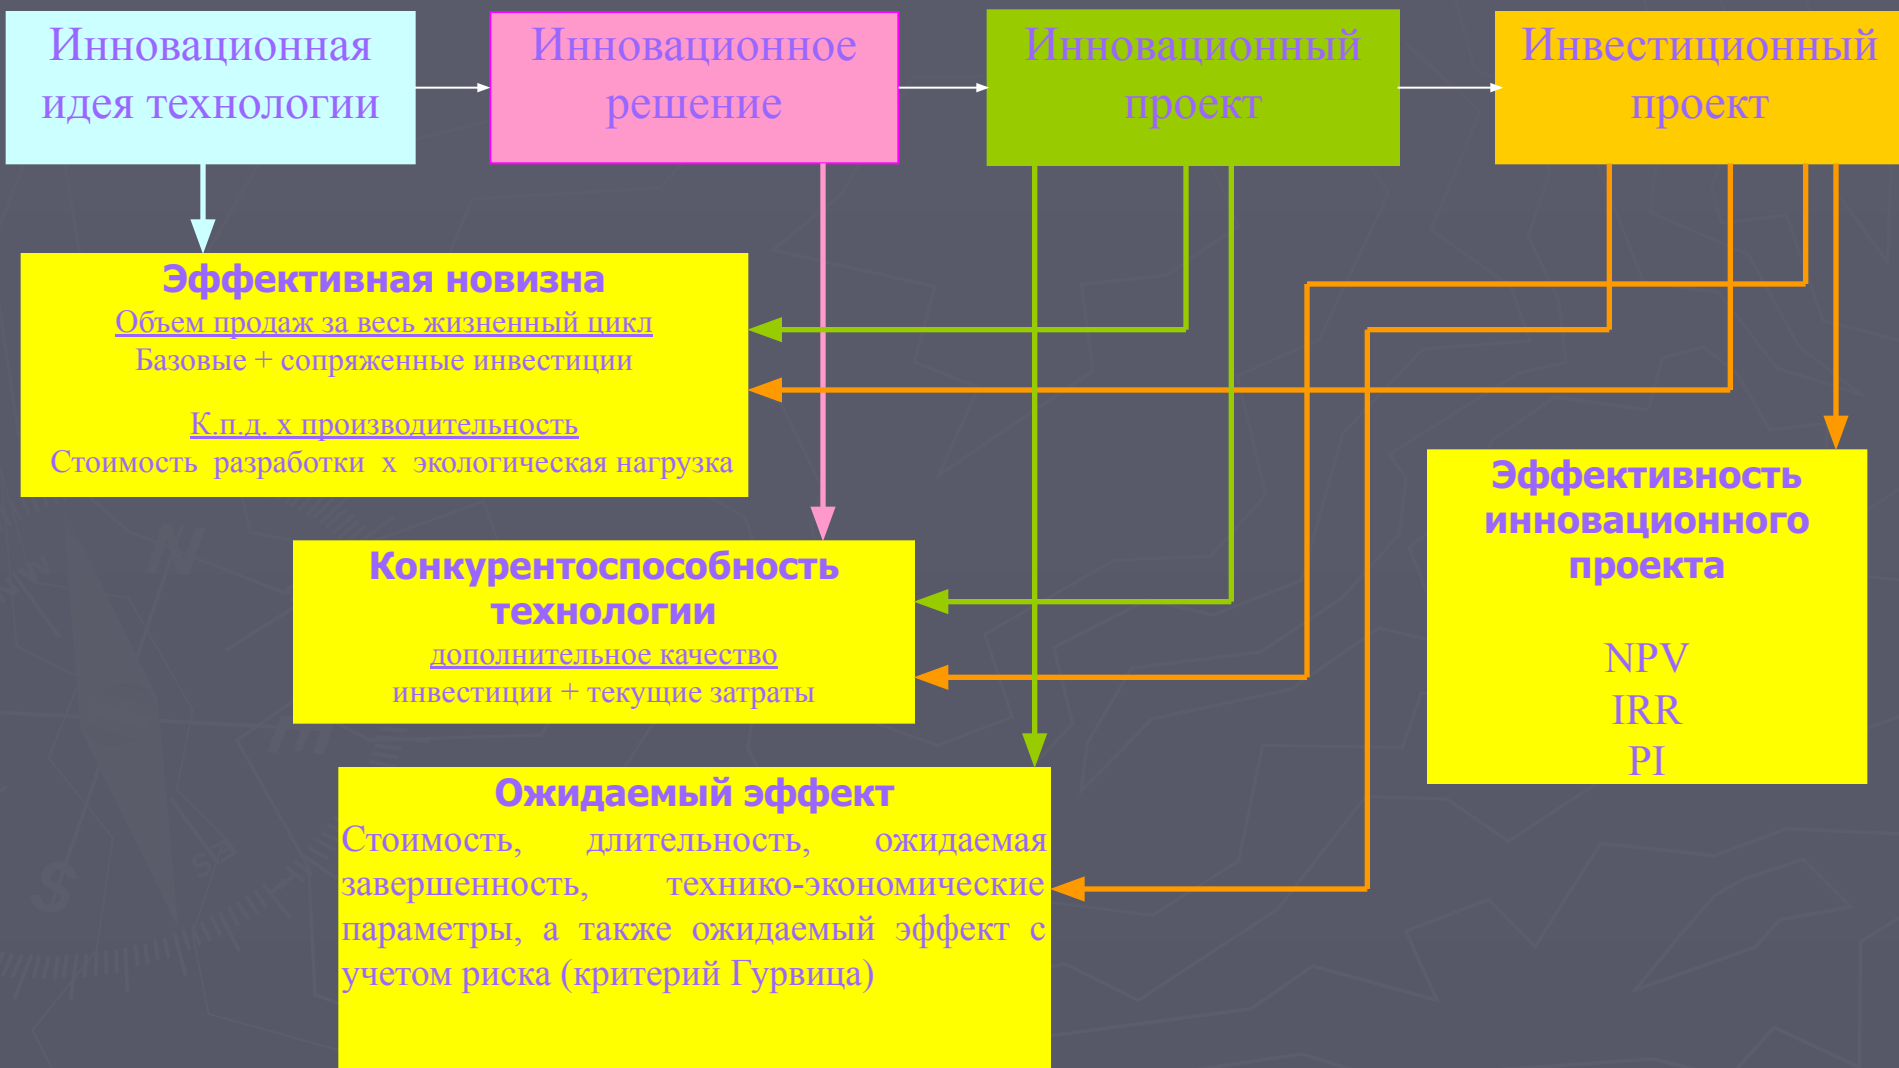 Инновационная
идея технологии
Инновационное
решение
Инновационный
проект
Инвестиционный
проект
Эффективная новизна
Объем продаж за весь жизненный цикл
Базовые + сопряженные инвестиции
К.п.д. х производительность
Стоимость разработки х экологическая нагрузка
Конкурентоспособность
технологии
дополнительное качество
инвестиции + текущие затраты
Эффективность
инновационного
проекта
NPV
IRR
PI
Ожидаемый эффект
Стоимость, длительность, ожидаемая
завершенность, технико-экономические
параметры, а также ожидаемый эффект с
учетом риска (критерий Гурвица)